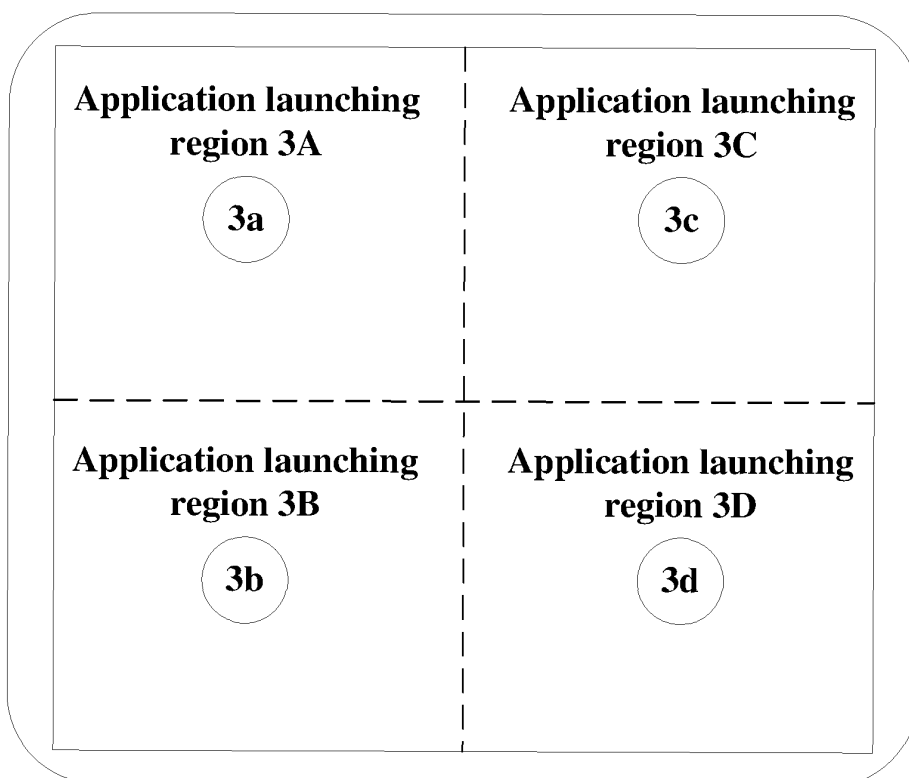 Application launching
region 3A
3a
Application launching
region 3C
3c
Application launching
region 3B
3b
Application launching
region 3D
3d